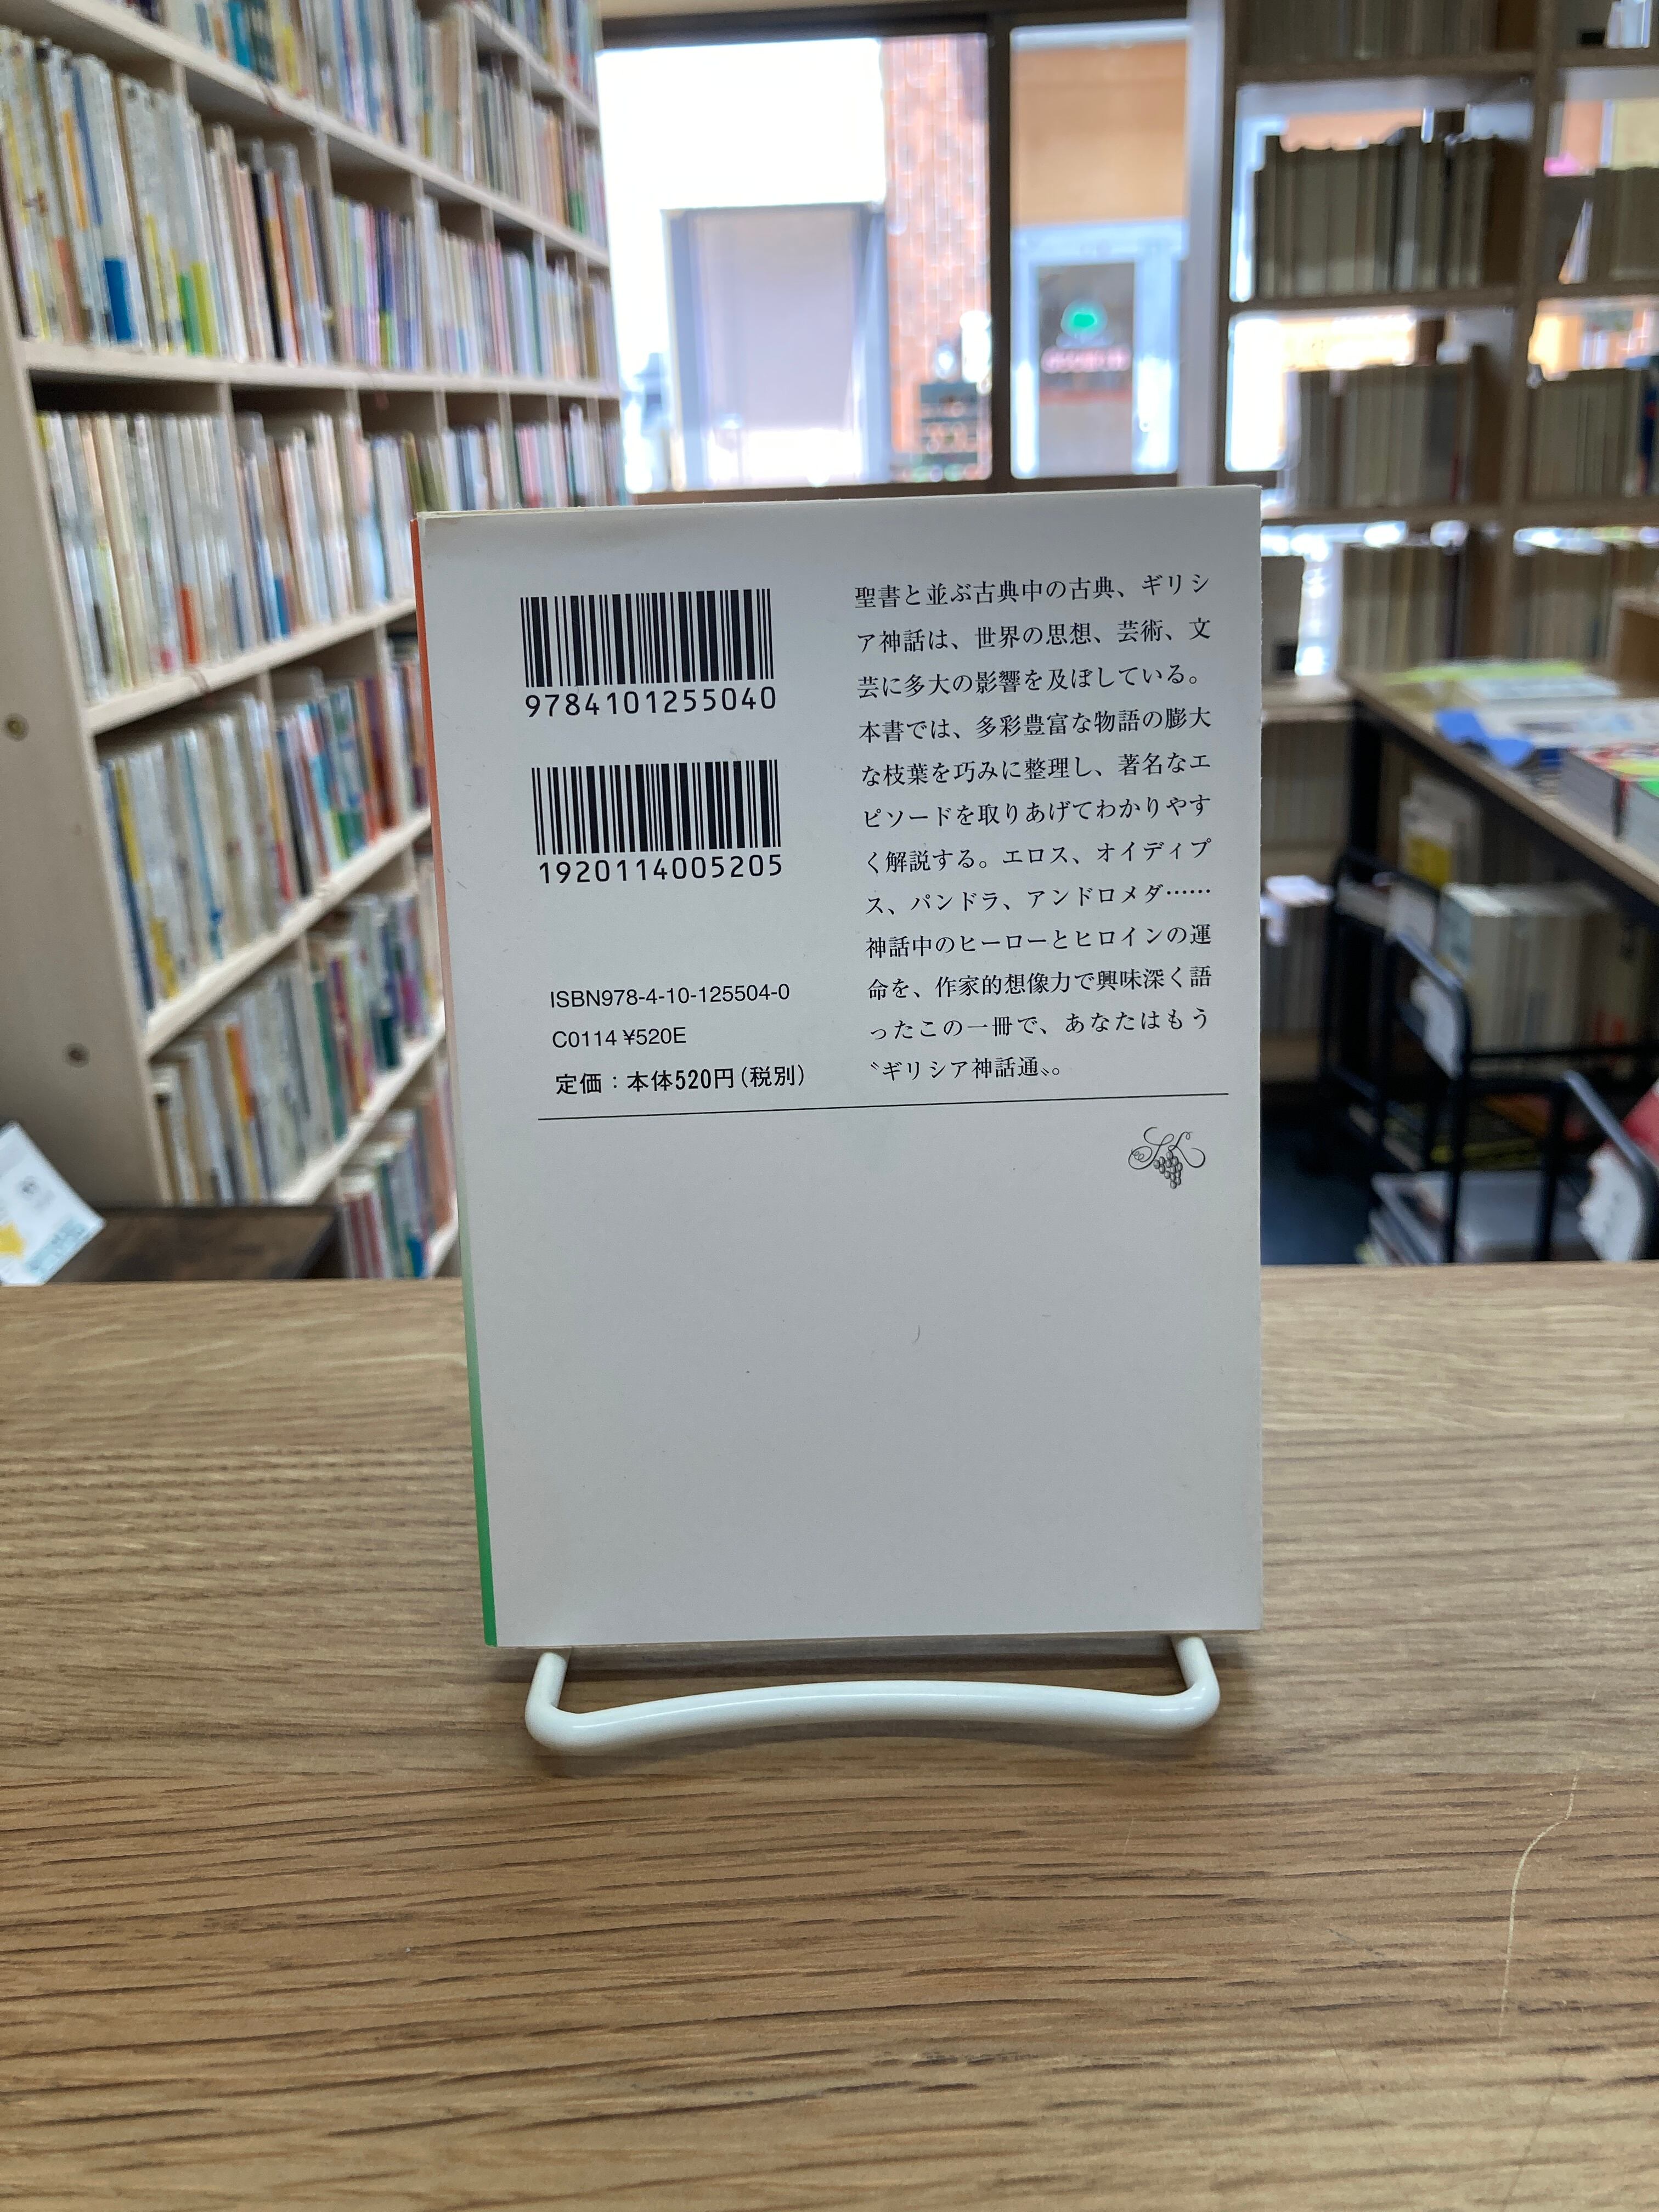 9784101255040
1920114005205
ISBN978-4-10-125504-0
C0114 ¥520E
定価：本体520円（税別）
聖書と並ぶ古典中の古典、ギリシ
ア神話は、世界の思想、芸術、文
芸に多大の影響を及ぼしている。
本書では、多彩豊富な物語の膨大
な枝葉を巧みに整理し、著名なエ
ピソードを取りあげてわかりやす
く解説する。エロス、オイディプ
ス、パンドラ、アンドロメダ……
神話中のヒーローとヒロインの運
命を、作家的想像力で興味深く語
ったこの一冊で、あなたはもう
〝ギリシア神話通〟。